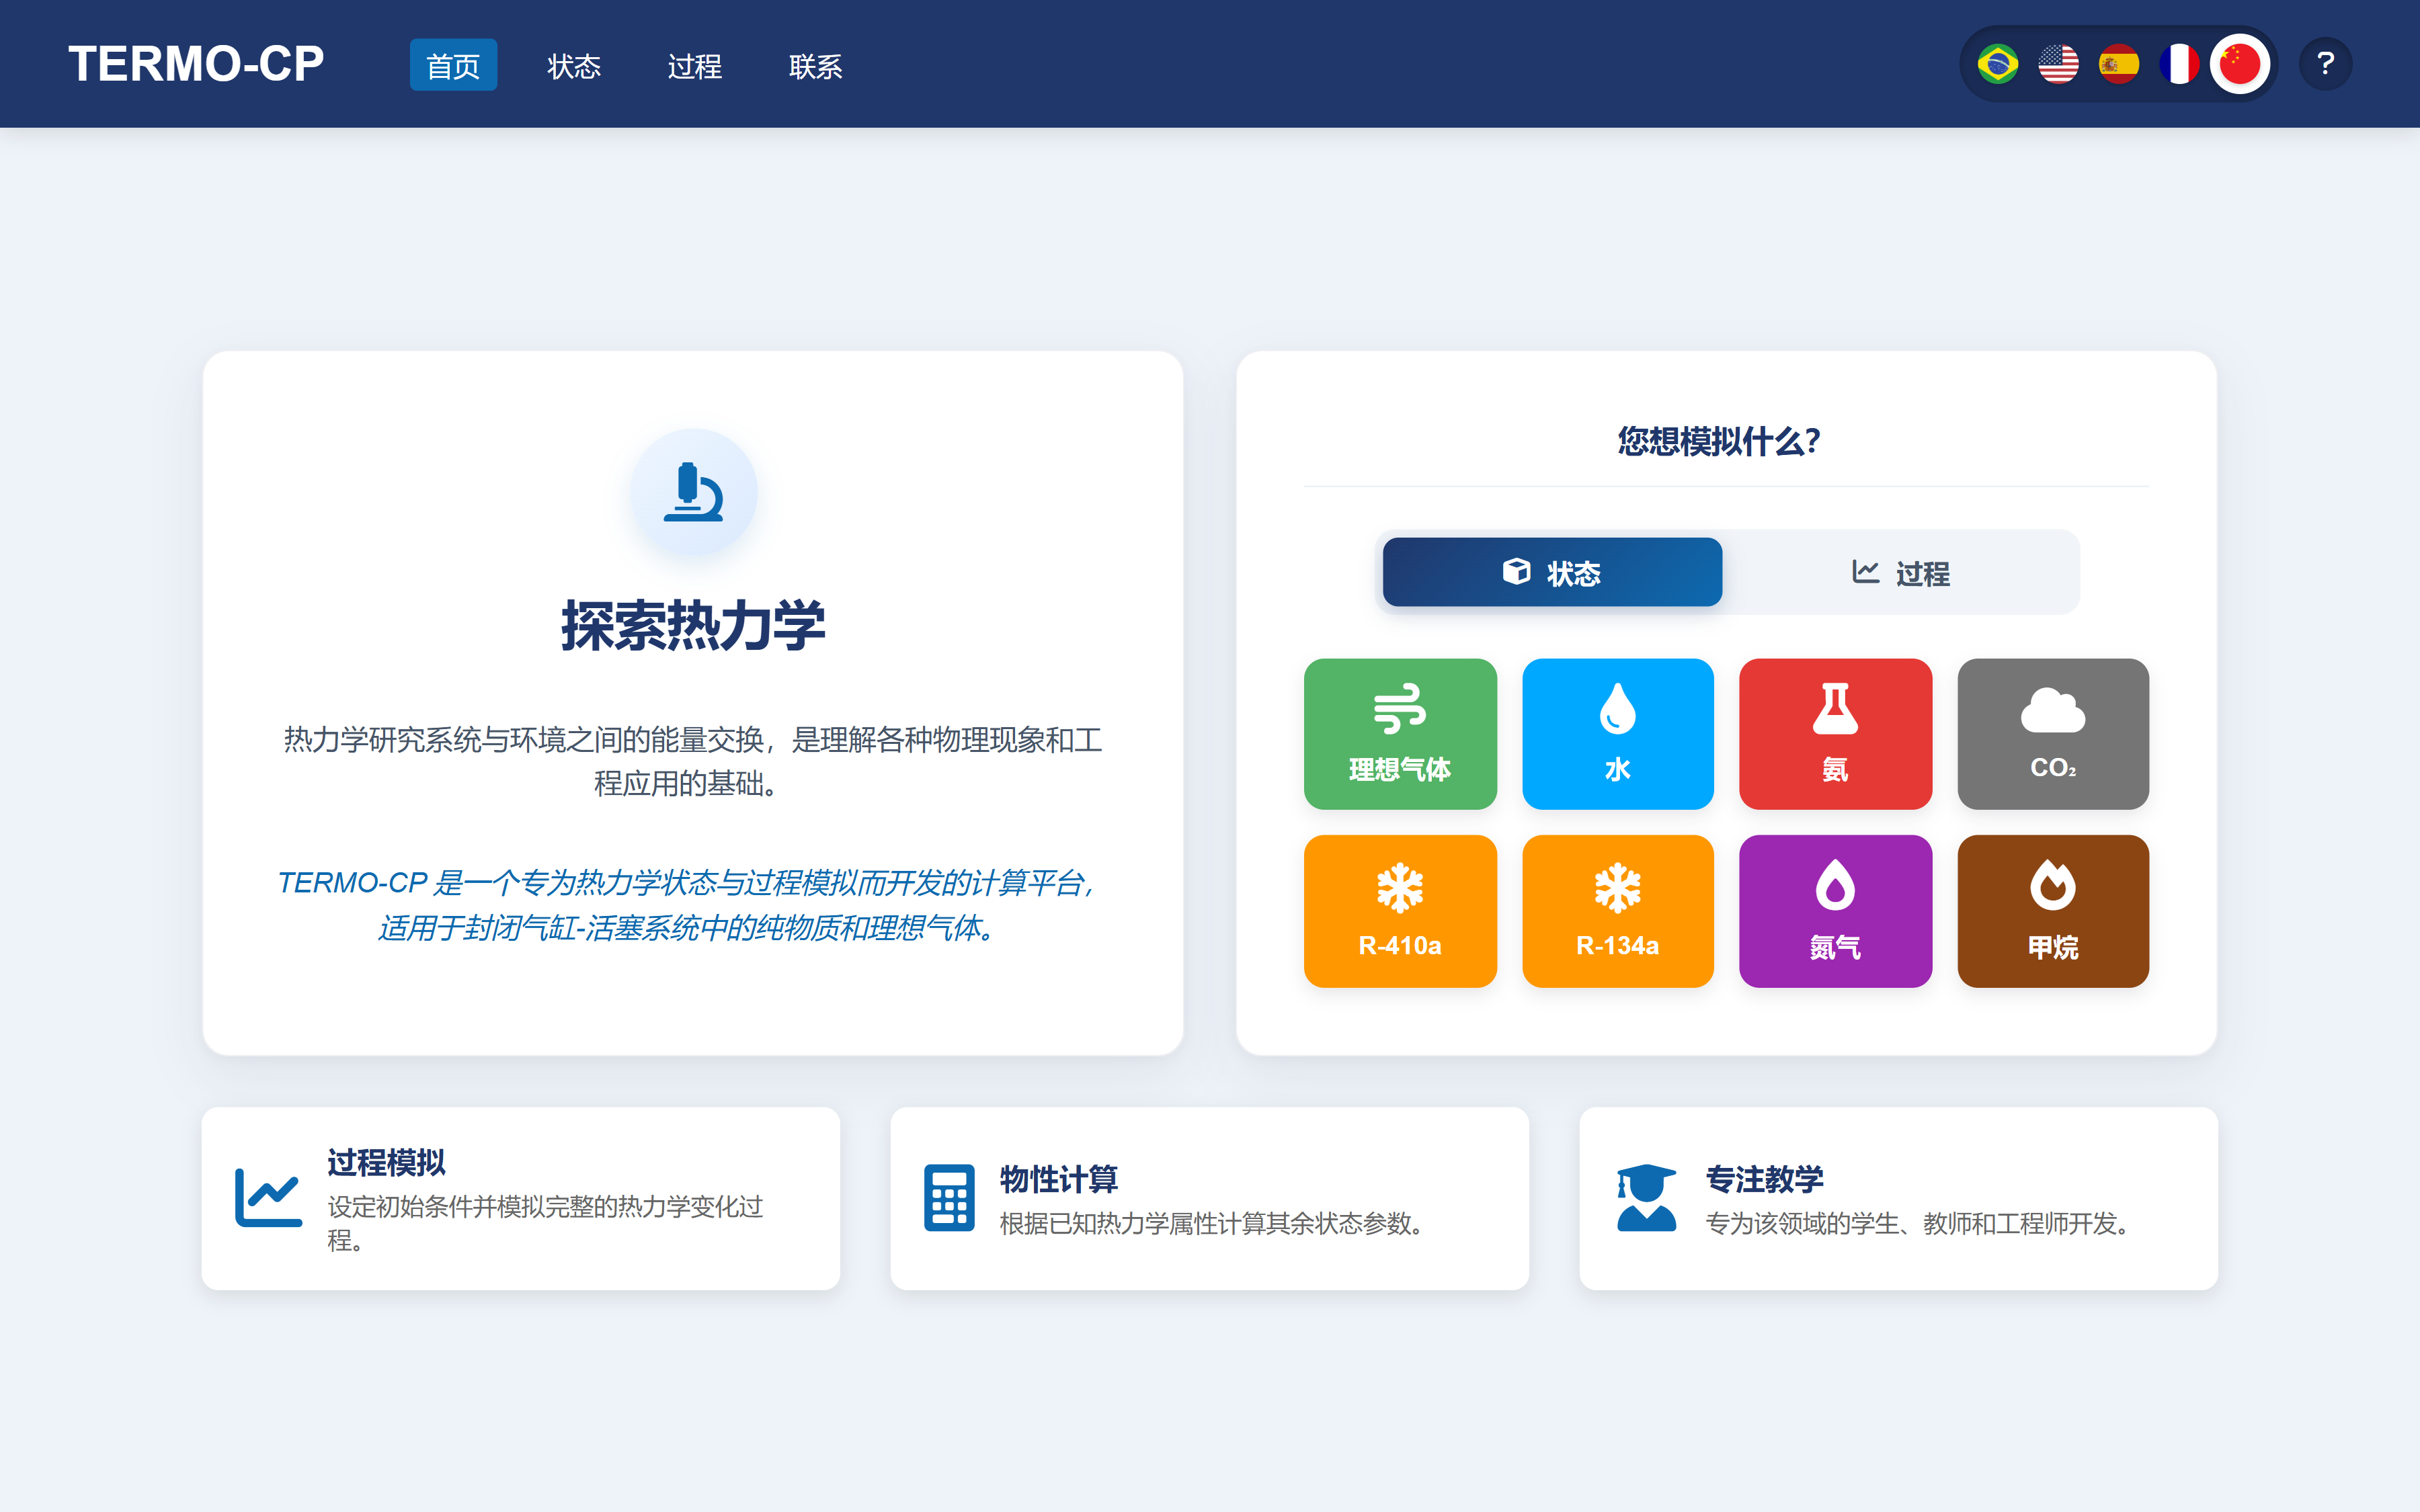 TERMO-CP
首页
状态
过程
联系
?
探索热力学
热力学研究系统与环境之间的能量交换，是理解各种物理现象和工
程应用的基础。
TERMO-CP 是一个专为热力学状态与过程模拟而开发的计算平台，
适用于封闭气缸-活塞系统中的纯物质和理想气体。
您想模拟什么？
状态
过程
理想气体
水
氨
CO₂
R-410a
R-134a
氮气
甲烷
过程模拟
设定初始条件并模拟完整的热力学变化过
程。
物性计算
根据已知热力学属性计算其余状态参数。
专注教学
专为该领域的学生、教师和工程师开发。